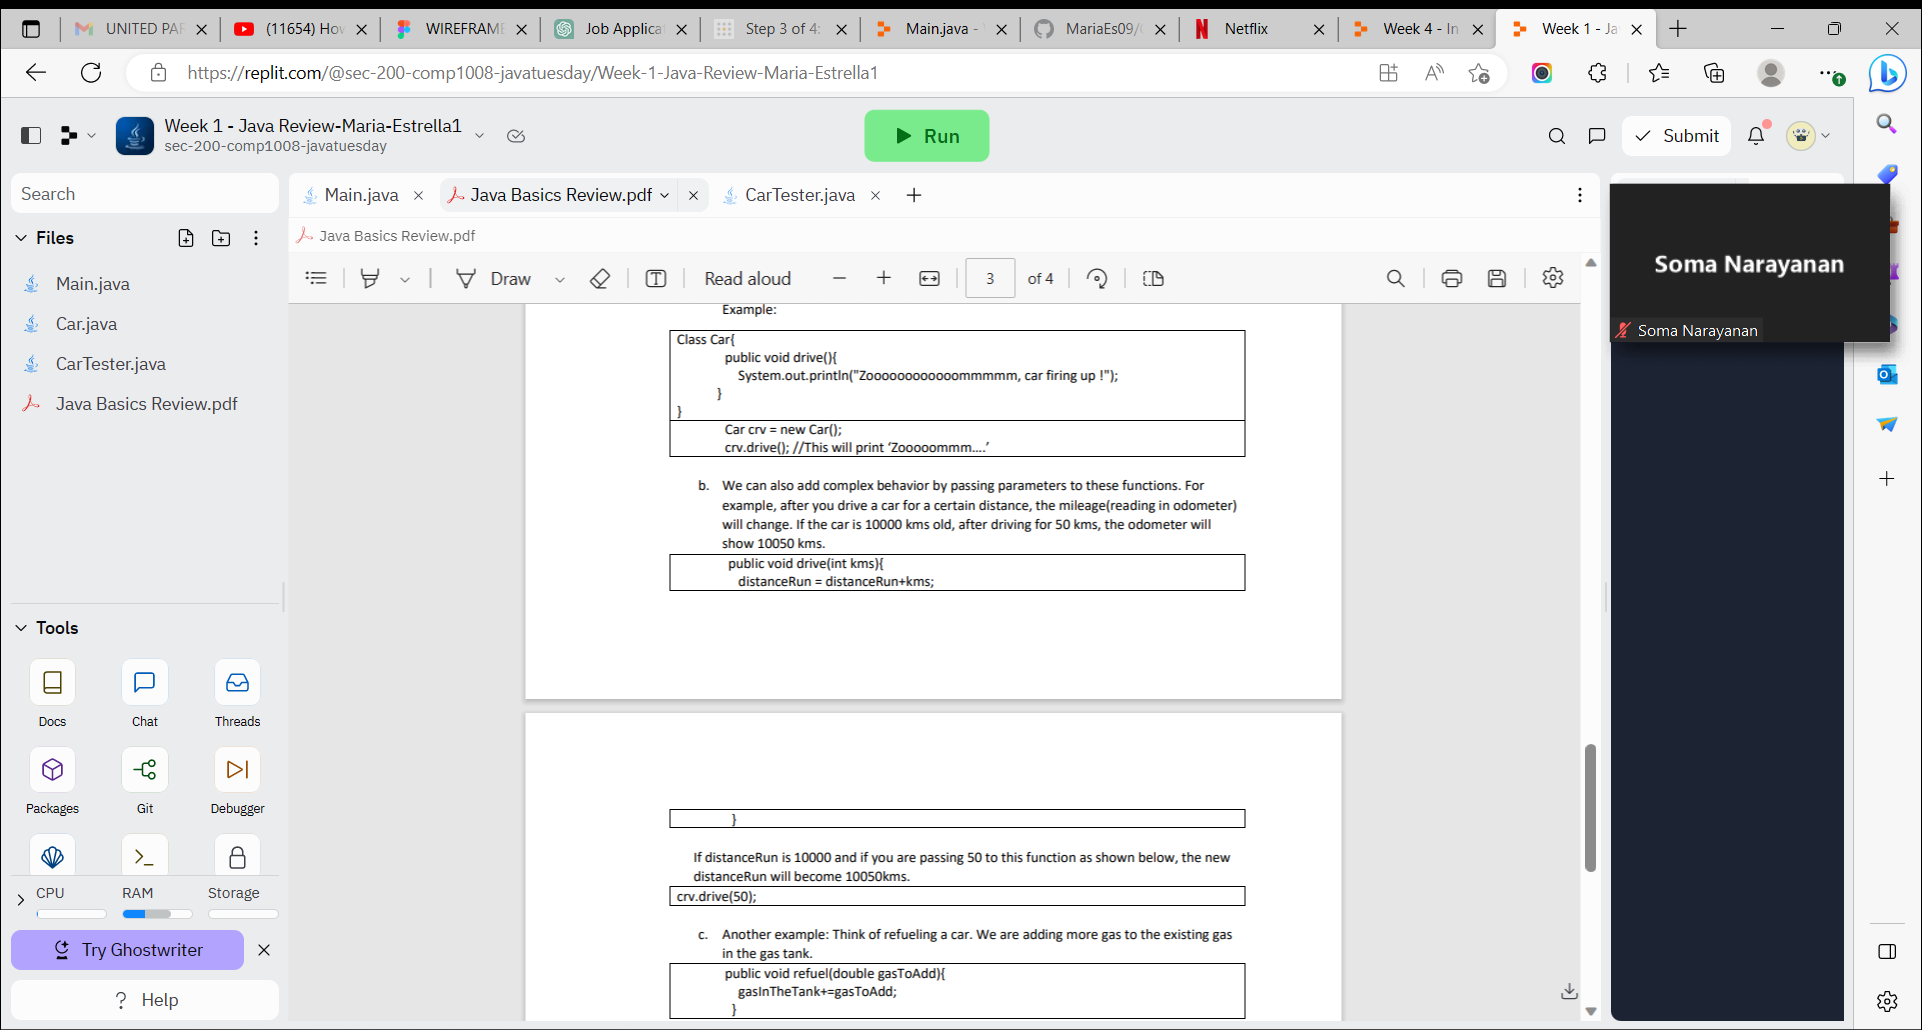 UNITED PA
(11654) Ho
WIREFRAM
Job Applica
Step 3 of 4:
Main.java -
MariaEs09/
Netflix
Week 4 - In
Week 1 - Ja
https://replit.com/@sec-200-comp1008-javatuesday/Week-1-Java-Review-Maria-Estrella1
Week 1 - Java Review-Maria-Estrella1
sec-200-comp1008-javatuesday
Run
Submit
Search
Main.java
Java Basics Review.pdf
CarTester.java
Files
Java Basics Review.pdf
Main.java
Car.java
CarTester.java
Java Basics Review.pdf
Draw
Read aloud
3
of 4
Soma Narayanan
Soma Narayanan
Example:
Class Car{
public void drive(){
System.out.println("Zoooooooooooommmmm, car firing up !");
}
}
Car crv = new Car();
crv.drive(); //This will print ‘Zooooommm....’
b. We can also add complex behavior by passing parameters to these functions. For
example, after you drive a car for a certain distance, the mileage(reading in odometer)
will change. If the car is 10000 kms old, after driving for 50 kms, the odometer will
show 10050 kms.
public void drive(int kms){
distanceRun = distanceRun+kms;
}
If distanceRun is 10000 and if you are passing 50 to this function as shown below, the new
distanceRun will become 10050kms.
crv.drive(50);
c. Another example: Think of refueling a car. We are adding more gas to the existing gas
in the gas tank.
public void refuel(double gasToAdd){
gasInTheTank+=gasToAdd;
}
Tools
Docs
Chat
Threads
Packages
Git
Debugger
CPU
RAM
Storage
Try Ghostwriter
? Help